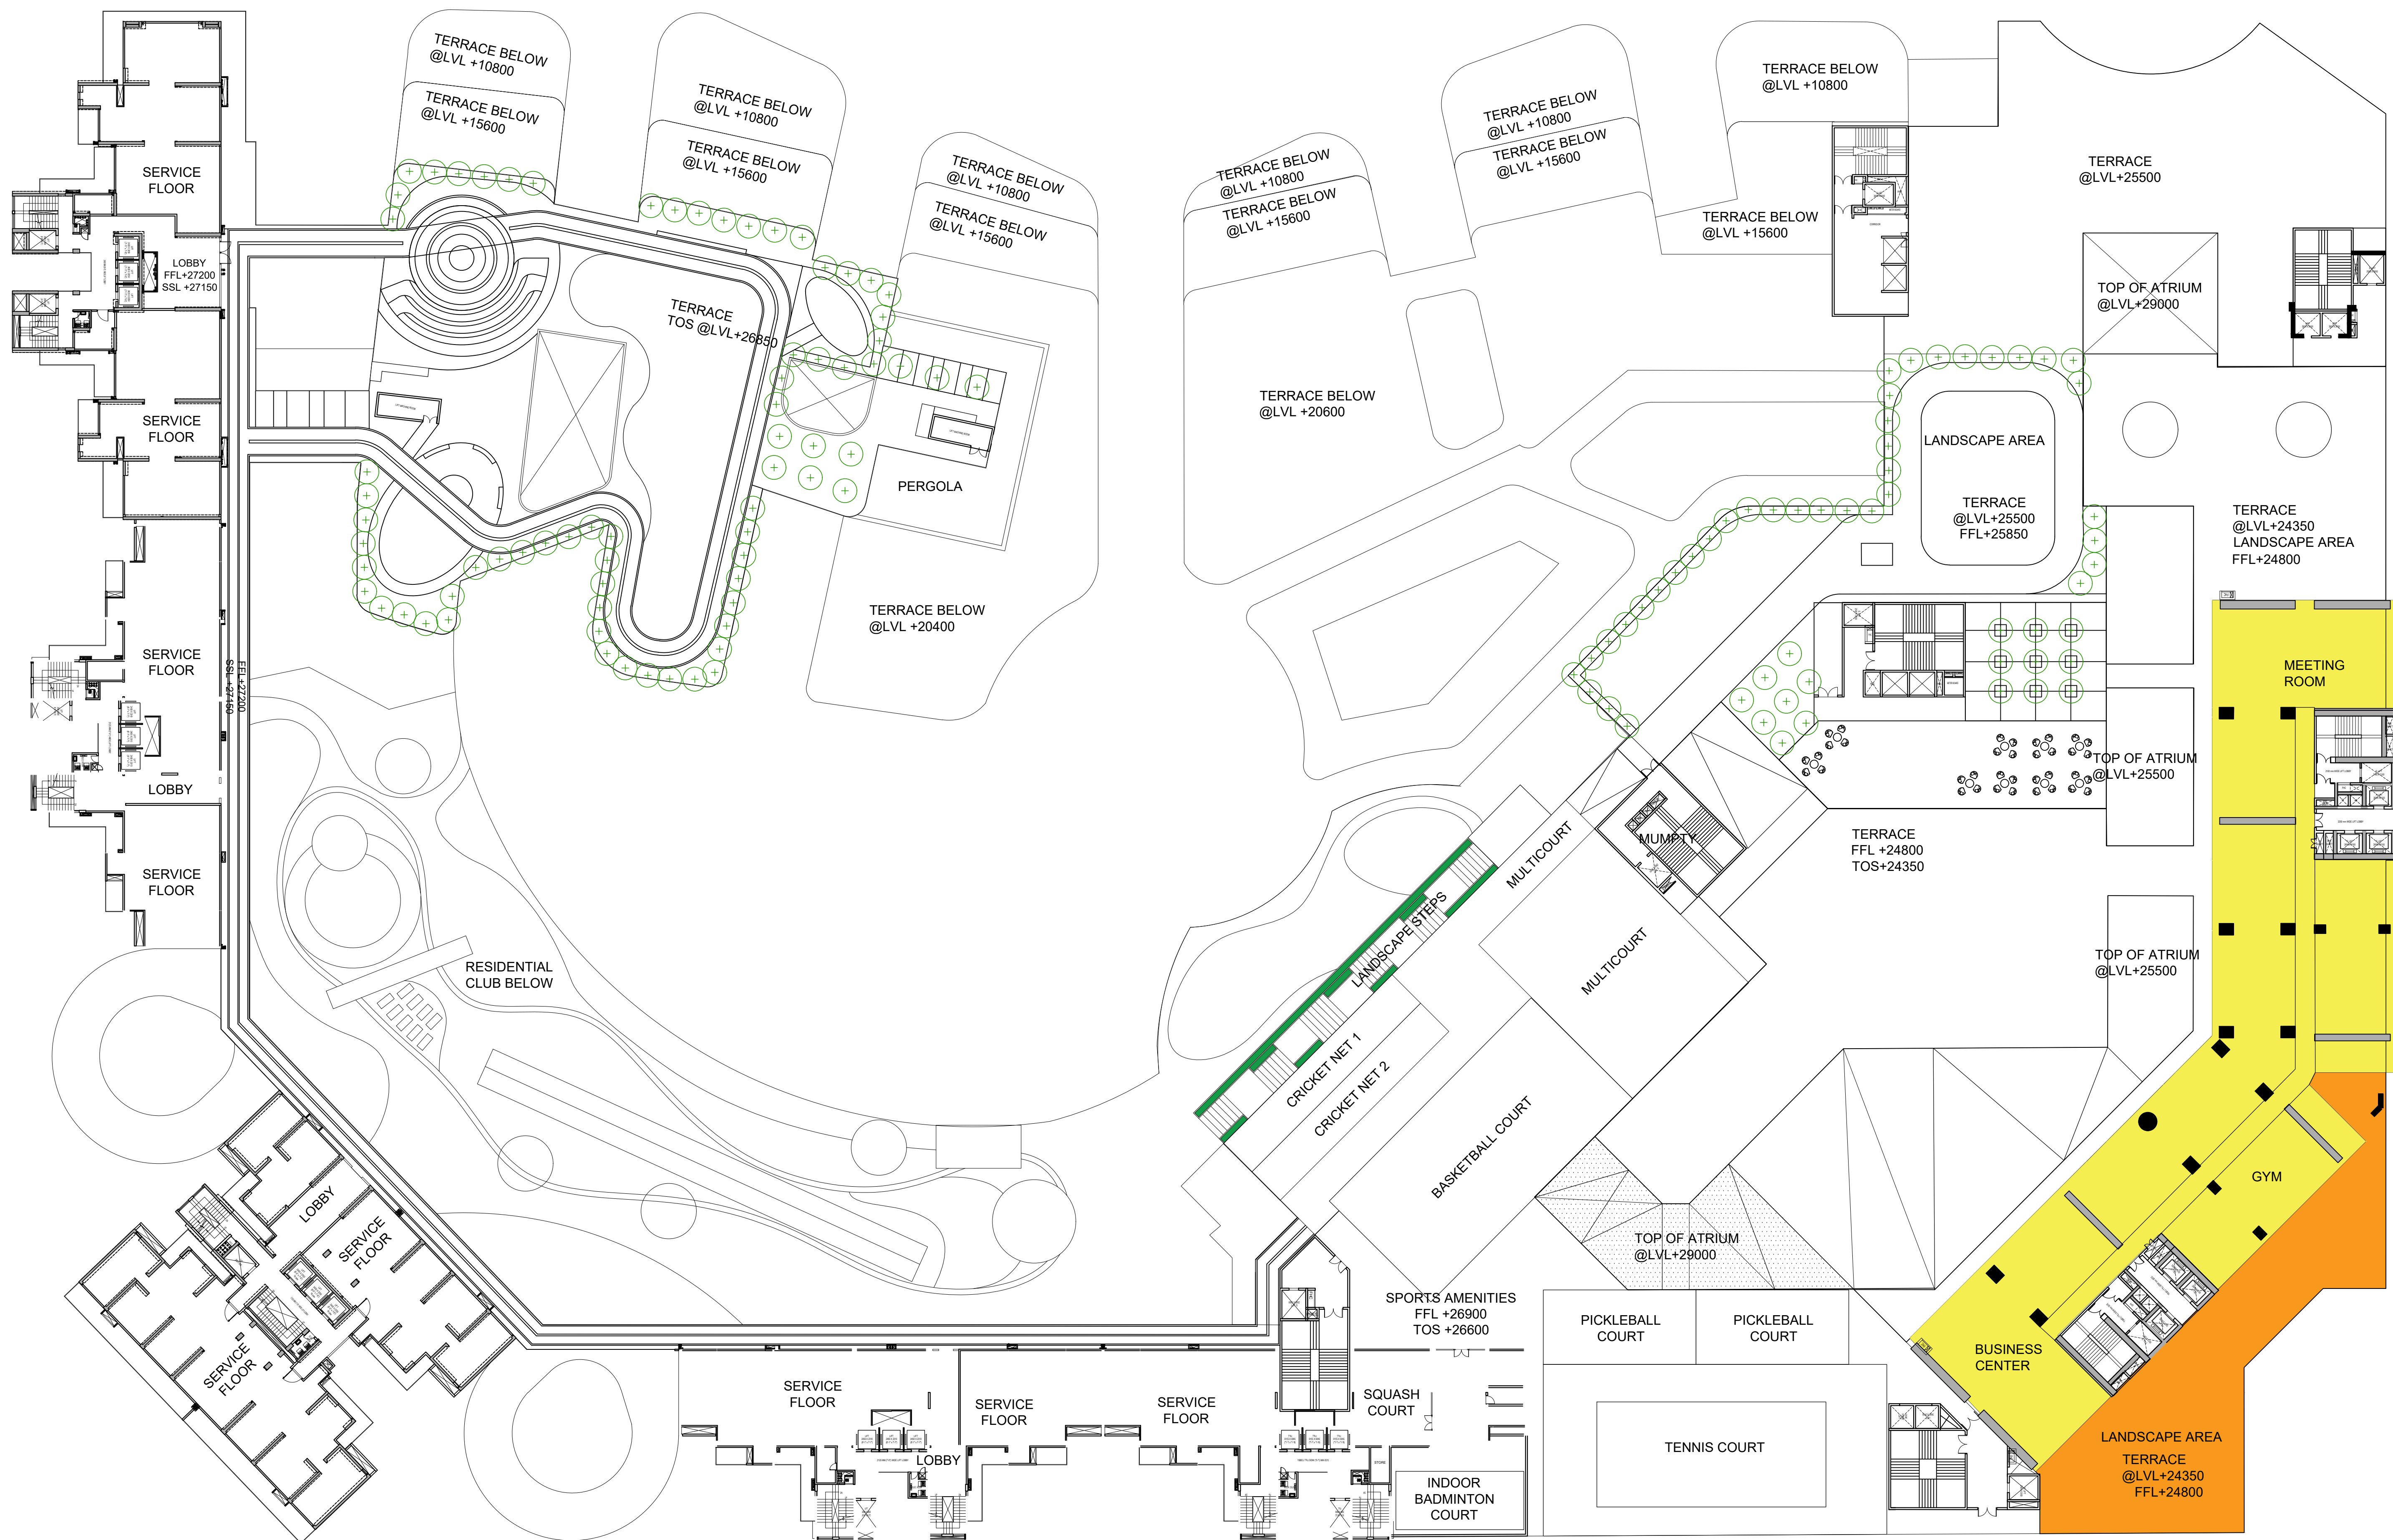 TERRACE BELOW
@LVL +10800
TERRACE BELOW
@LVL +15600
TERRACE BELOW
@LVL +10800
TERRACE BELOW
@LVL +15600
TERRACE BELOW
@LVL +10800
TERRACE BELOW
@LVL +15600
TERRACE BELOW
@LVL +10800
TERRACE BELOW
@LVL +15600
TERRACE BELOW
@LVL +10800
TERRACE BELOW
@LVL +15600
TERRACE BELOW
@LVL +10800
TERRACE BELOW
@LVL +15600
TERRACE
@LVL+25500
SERVICE
FLOOR
LOBBY
FFL+27200
SSL +27150
TERRACE
TOS @LVL+26850
TOP OF ATRIUM
@LVL+29000
SERVICE
FLOOR
TERRACE BELOW
@LVL +20600
LANDSCAPE AREA
TERRACE
@LVL+25500
FFL+25850
PERGOLA
TERRACE
@LVL+24350
LANDSCAPE AREA
FFL+24800
TERRACE BELOW
@LVL +20400
SERVICE
FLOOR
FFL+27200
SSL +27150
MEETING
ROOM
LOBBY
TOP OF ATRIUM
@LVL+25500
MUMPTY
MULTICOURT
TERRACE
FFL +24800
TOS+24350
SERVICE
FLOOR
LANDSCAPE STEPS
MULTICOURT
TOP OF ATRIUM
@LVL+25500
RESIDENTIAL
CLUB BELOW
CRICKET NET 1
CRICKET NET 2
BASKETBALL COURT
GYM
LOBBY
SERVICE
FLOOR
TOP OF ATRIUM
@LVL+29000
SPORTS AMENITIES
FFL +26900
TOS +26600
PICKLEBALL
COURT
PICKLEBALL
COURT
BUSINESS
CENTER
SERVICE
FLOOR
SERVICE
FLOOR
SERVICE
FLOOR
SERVICE
FLOOR
SQUASH
COURT
TENNIS COURT
LOBBY
STORE
INDOOR
BADMINTON
COURT
LANDSCAPE AREA
TERRACE
@LVL+24350
FFL+24800